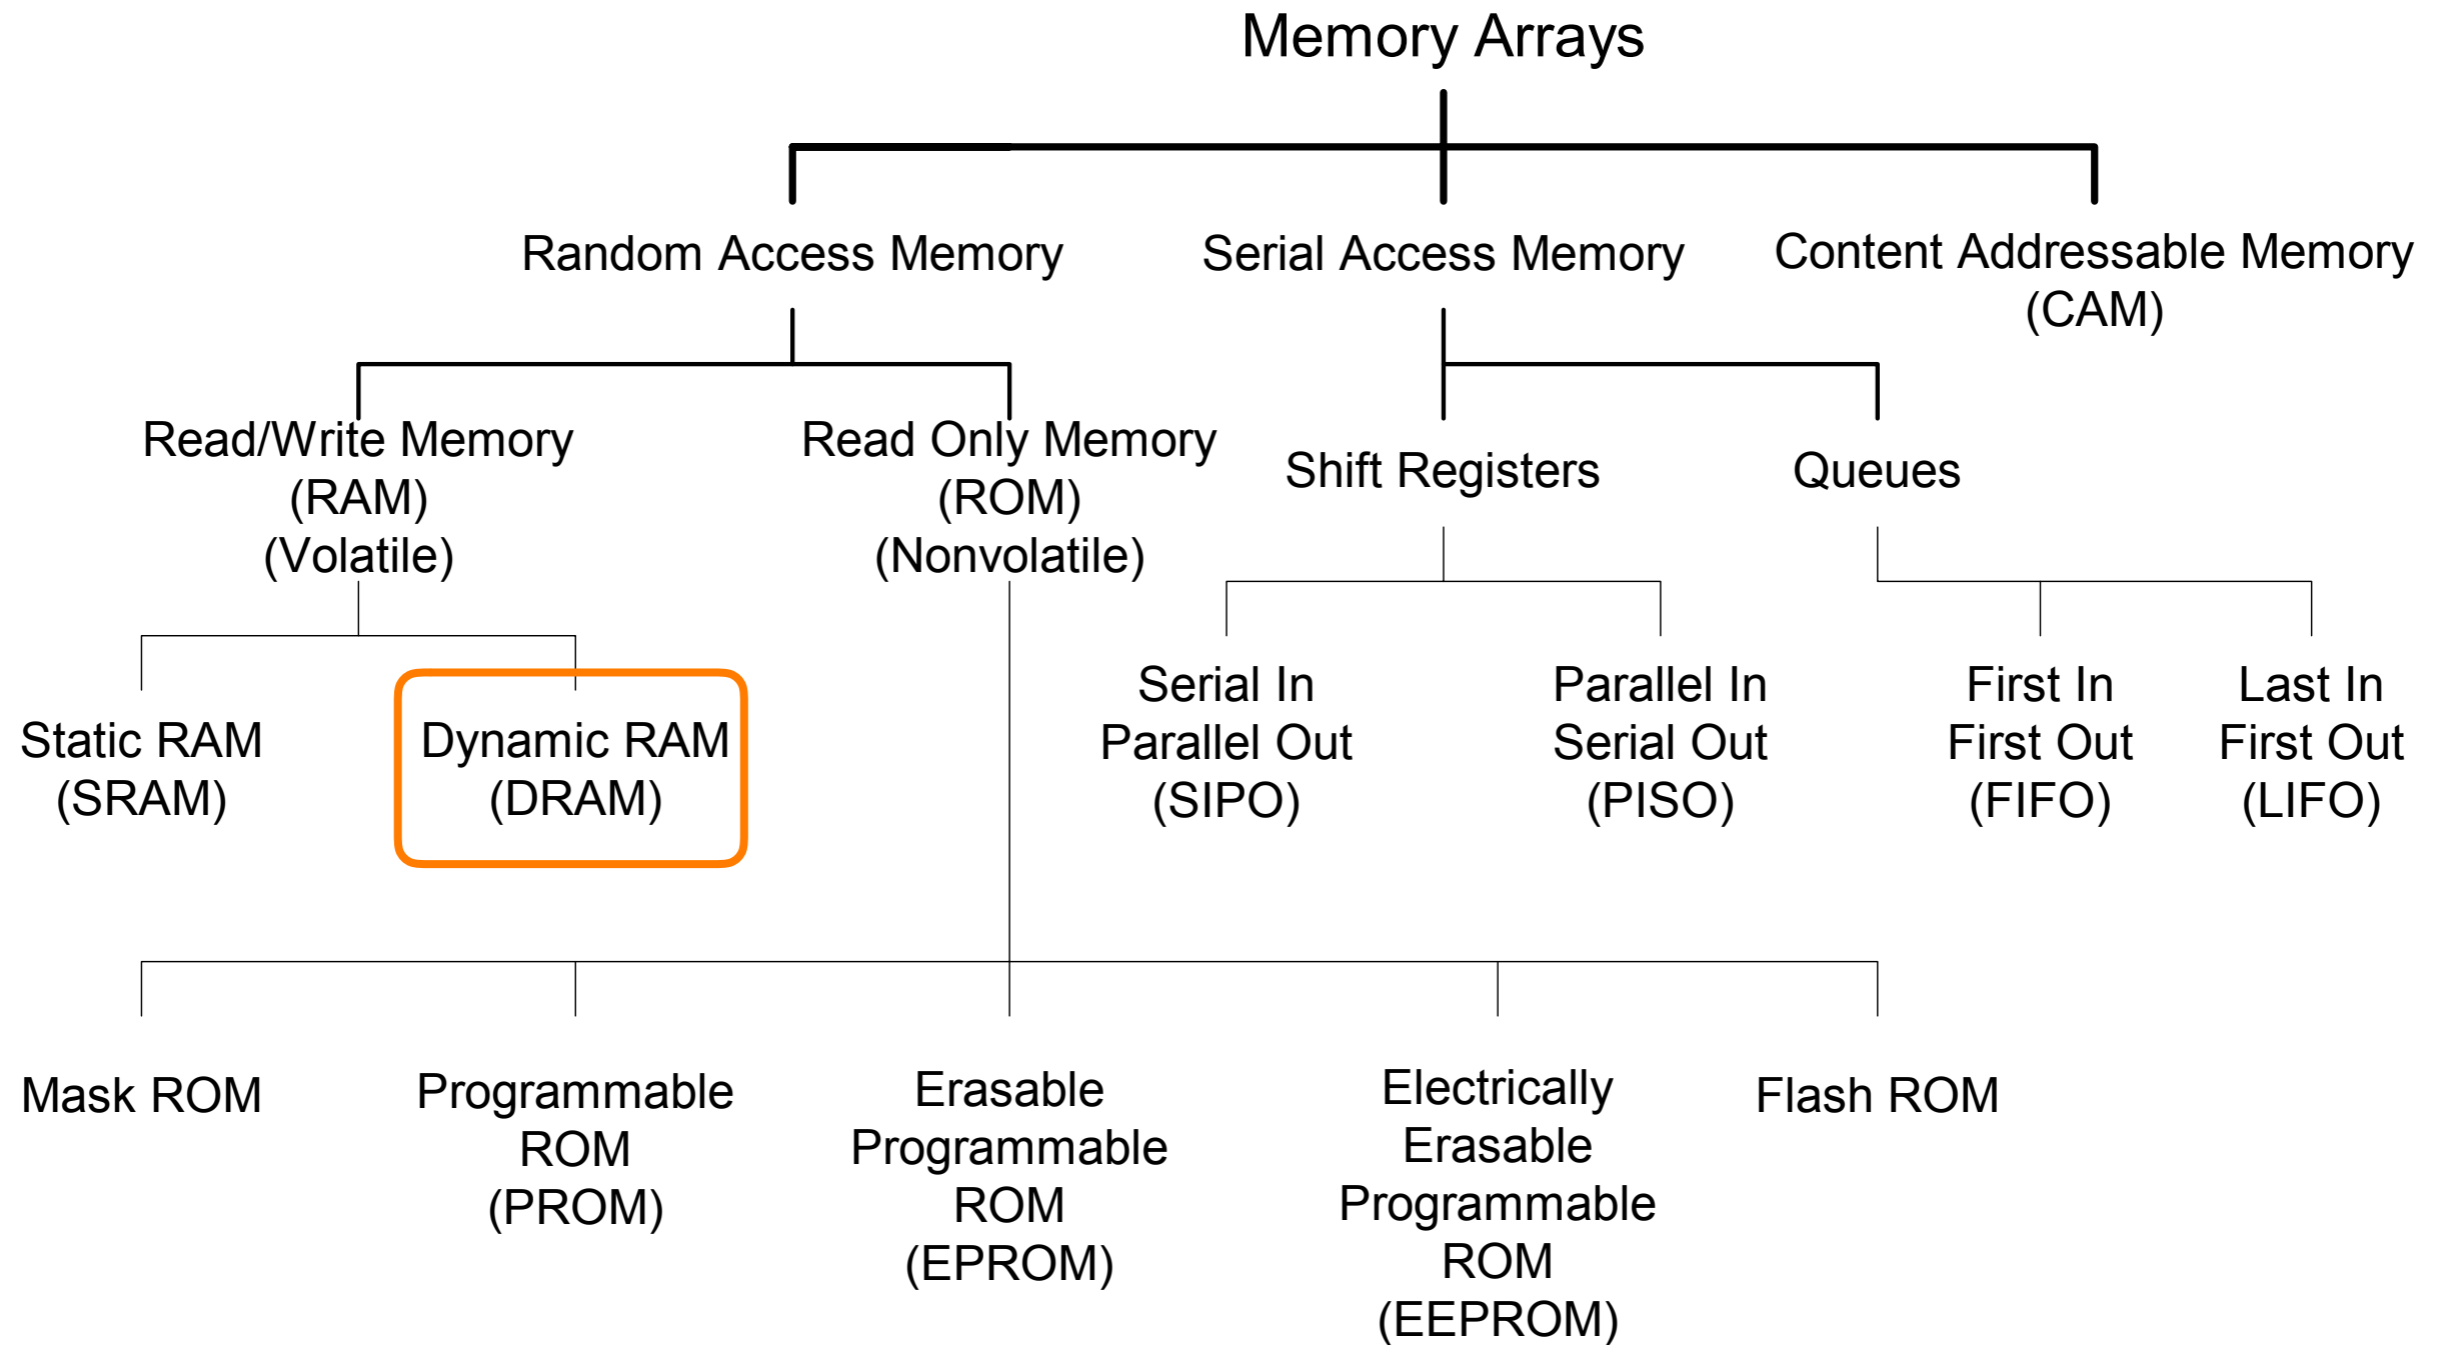 Memory Arrays
Random Access Memory
Serial Access Memory
Content Addressable Memory
(CAM)
Read/Write Memory
(RAM)
(Volatile)
Read Only Memory
(ROM)
(Nonvolatile)
Shift Registers
Queues
Static RAM
(SRAM)
Dynamic RAM
(DRAM)
Serial In
Parallel Out
(SIPO)
Parallel In
Serial Out
(PISO)
First In
First Out
(FIFO)
Last In
First Out
(LIFO)
Mask ROM
Programmable
ROM
(PROM)
Erasable
Programmable
ROM
(EPROM)
Electrically
Erasable
Programmable
ROM
(EEPROM)
Flash ROM